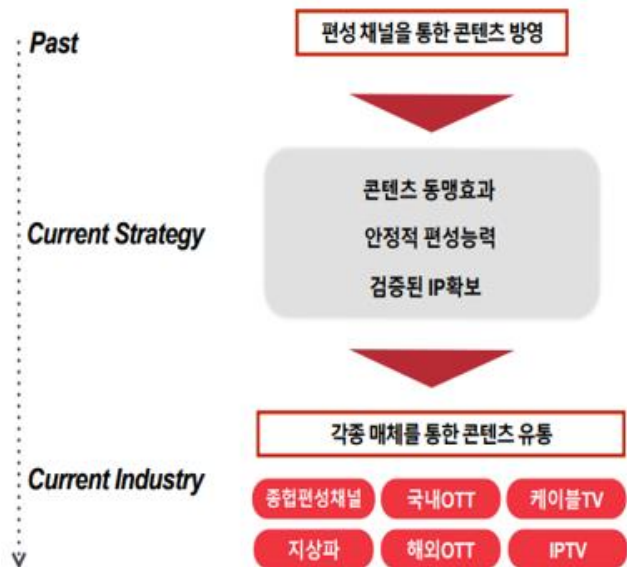 Past
편성 채널을 통한 콘텐츠 방영
콘텐츠 동맹효과
Current Strategy
안정적 편성능력
검증된 IP확보
각종 매체를 통한 콘텐츠 유통
Current Industry
종헙편성채널
국내OTT
케이블TV
지상파
해외OTT
IPTV